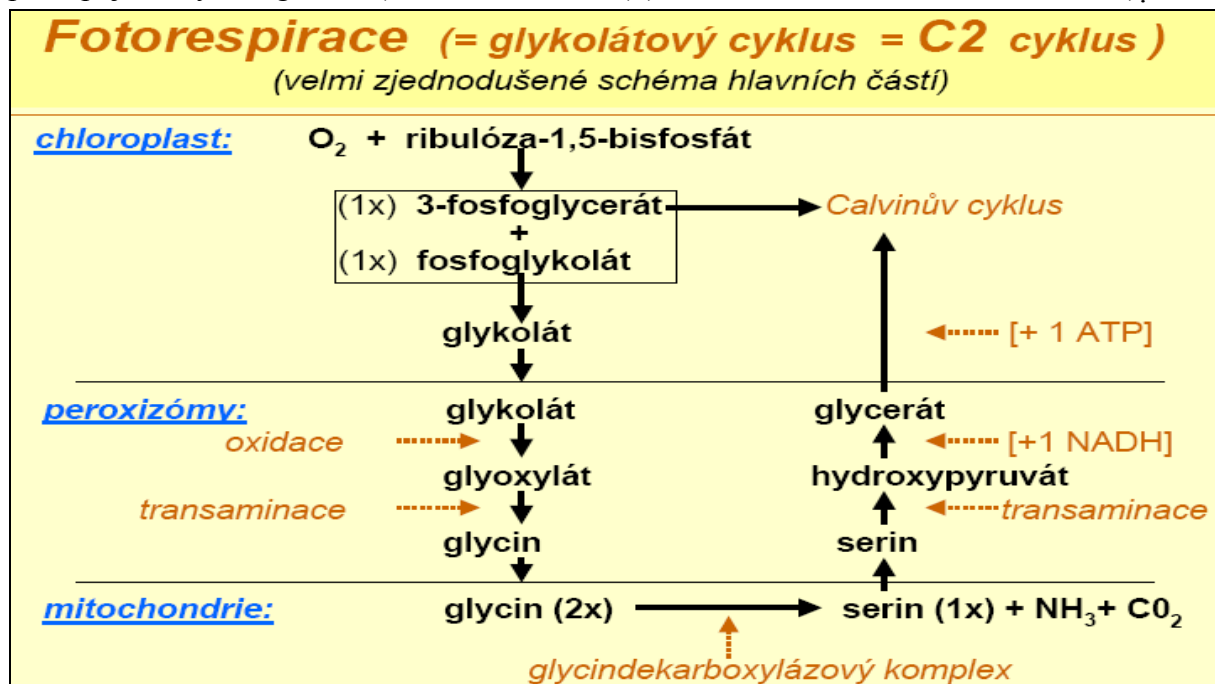 Fotorespirace (= glykolátový cyklus = C2 cyklus )
(velmi zjednodušené schéma hlavních částí)
chloroplast: O₂ + ribulóza-1,5-bisfosfát
(1x) 3-fosfoglycerát Calvinův cyklus
+
(1x) fosfoglykolát
glykolát [+ 1 ATP]
peroxizómy: glykolát glycerát
oxidace [+1 NADH]
glyoxylát hydroxypyruvát
transaminace transaminace
glycin serin
mitochondrie: glycin (2x) serin (1x) + NH₃+ C0₂
glycindekarboxylázový komplex